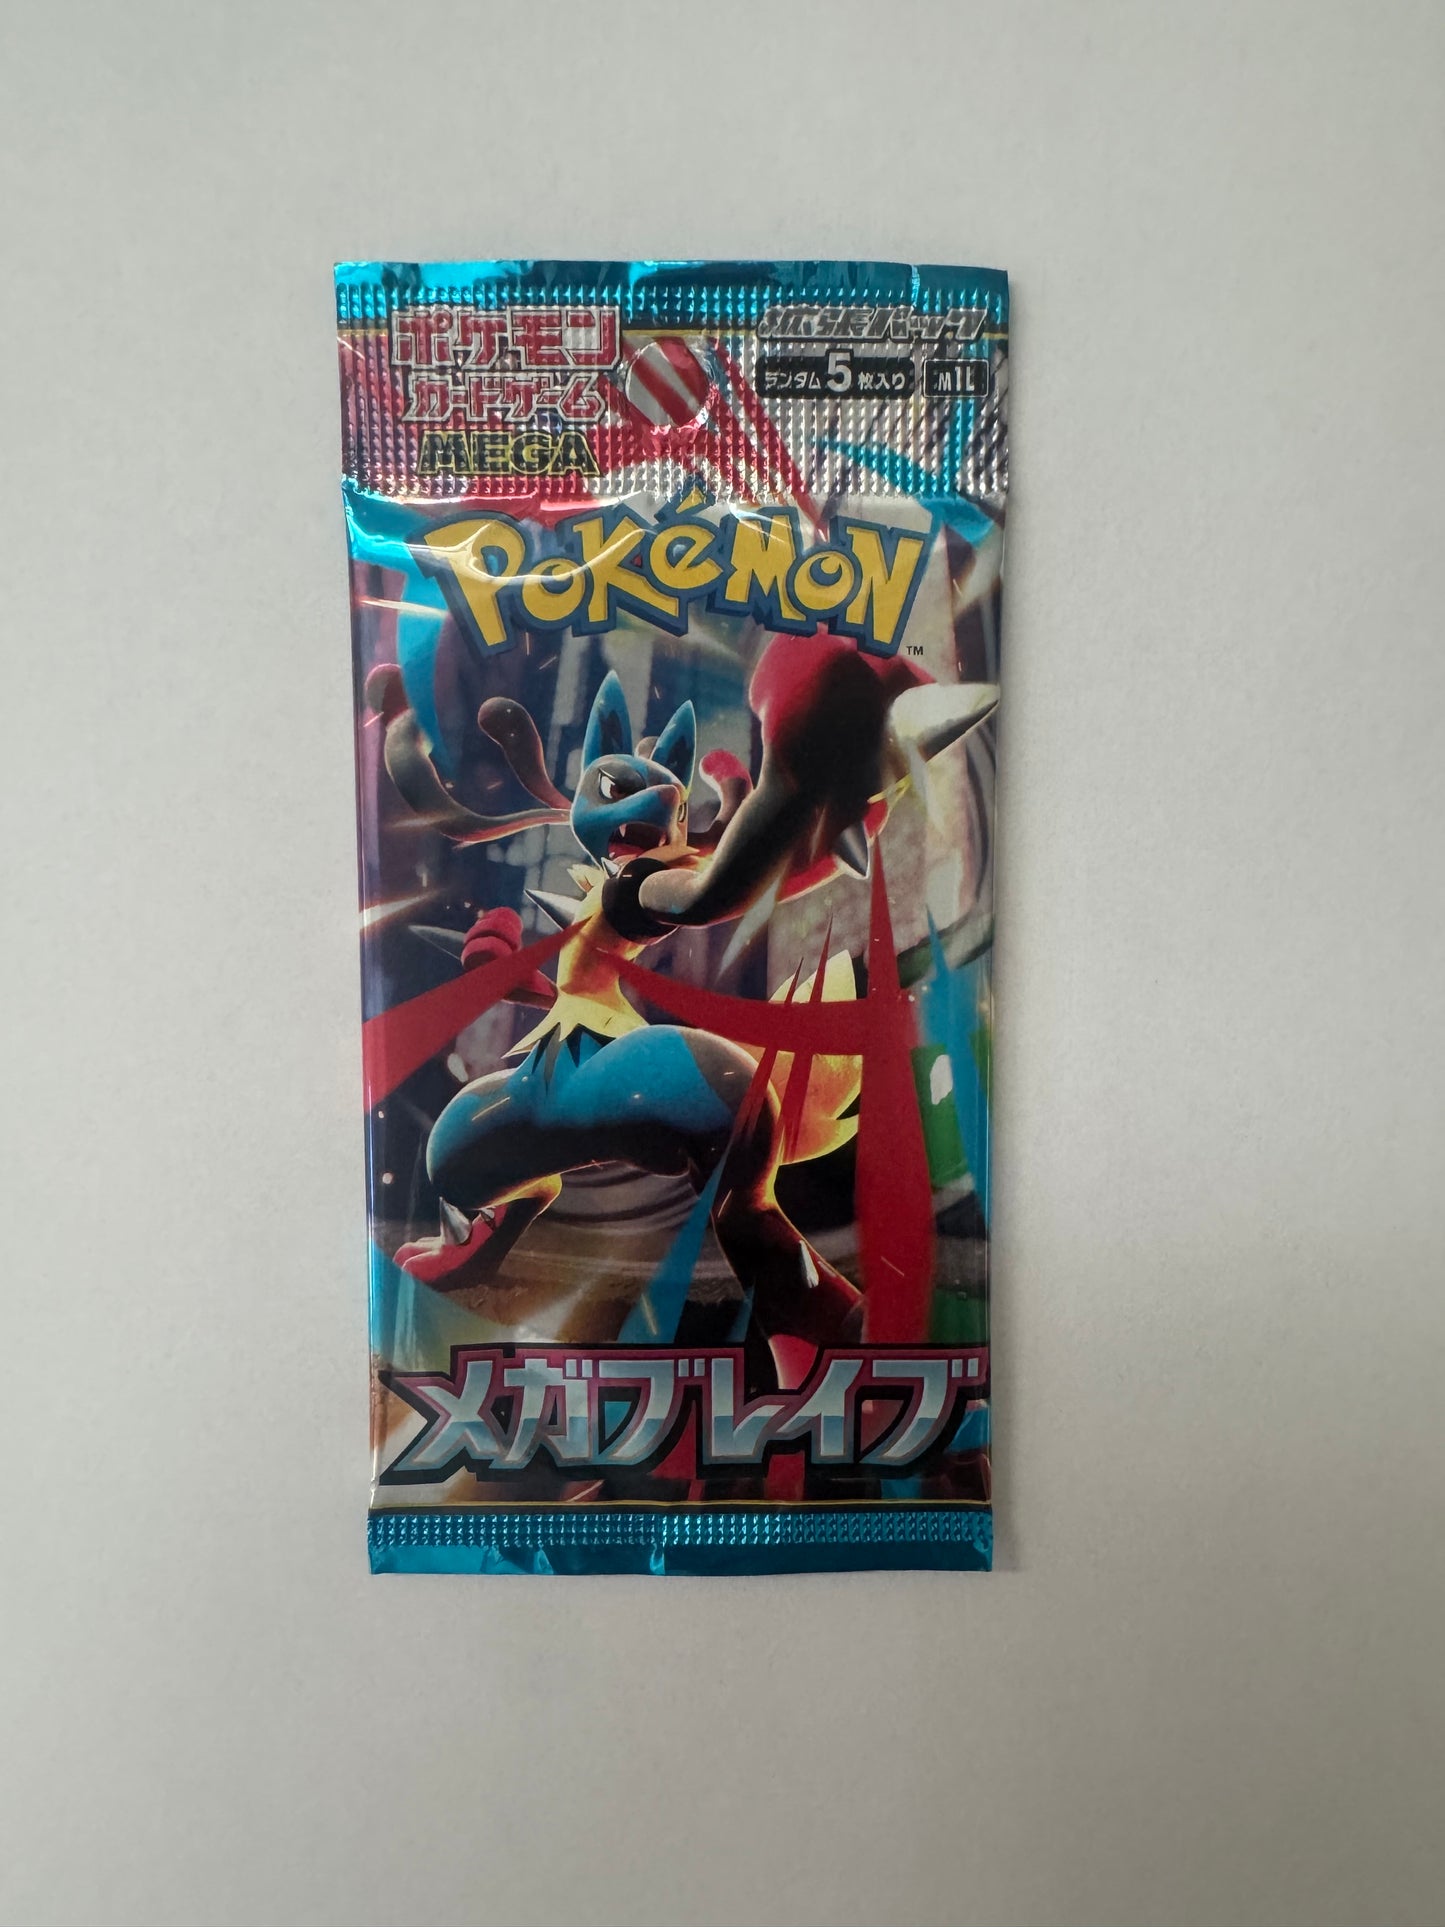 ポケモン
カードゲーム
MEGA
拡張パック
ランダム5枚入り
M1L
POKéMON
TM
メガブレイブ